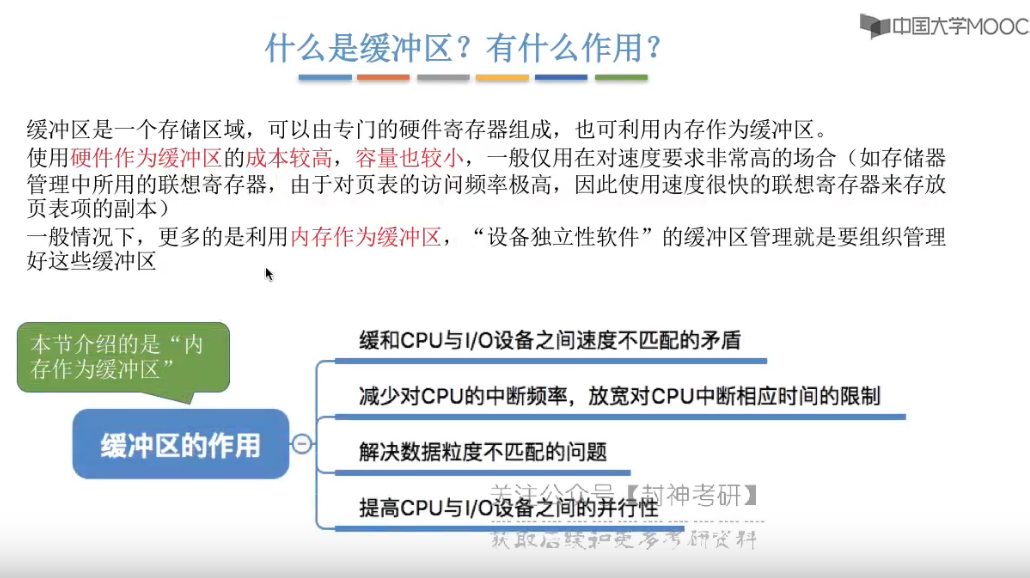 中国大学MOOC
什么是缓冲区？有什么作用？
缓冲区是一个存储区域，可以由专门的硬件寄存器组成，也可利用内存作为缓冲区。
使用硬件作为缓冲区的成本较高，容量也较小，一般仅用在对速度要求非常高的场合（如存储器
管理中所用的联想寄存器，由于对页表的访问频率极高，因此使用速度很快的联想寄存器来存放
页表项的副本）
一般情况下，更多的是利用内存作为缓冲区，“设备独立性软件”的缓冲区管理就是要组织管理
好这些缓冲区
本节介绍的是“内
存作为缓冲区”
缓冲区的作用
缓和CPU与I/O设备之间速度不匹配的矛盾
减少对CPU的中断频率，放宽对CPU中断相应时间的限制
解决数据粒度不匹配的问题
提高CPU与I/O设备之间的并行性
关注公众号【封神考研】
获取后续和更多考研资料